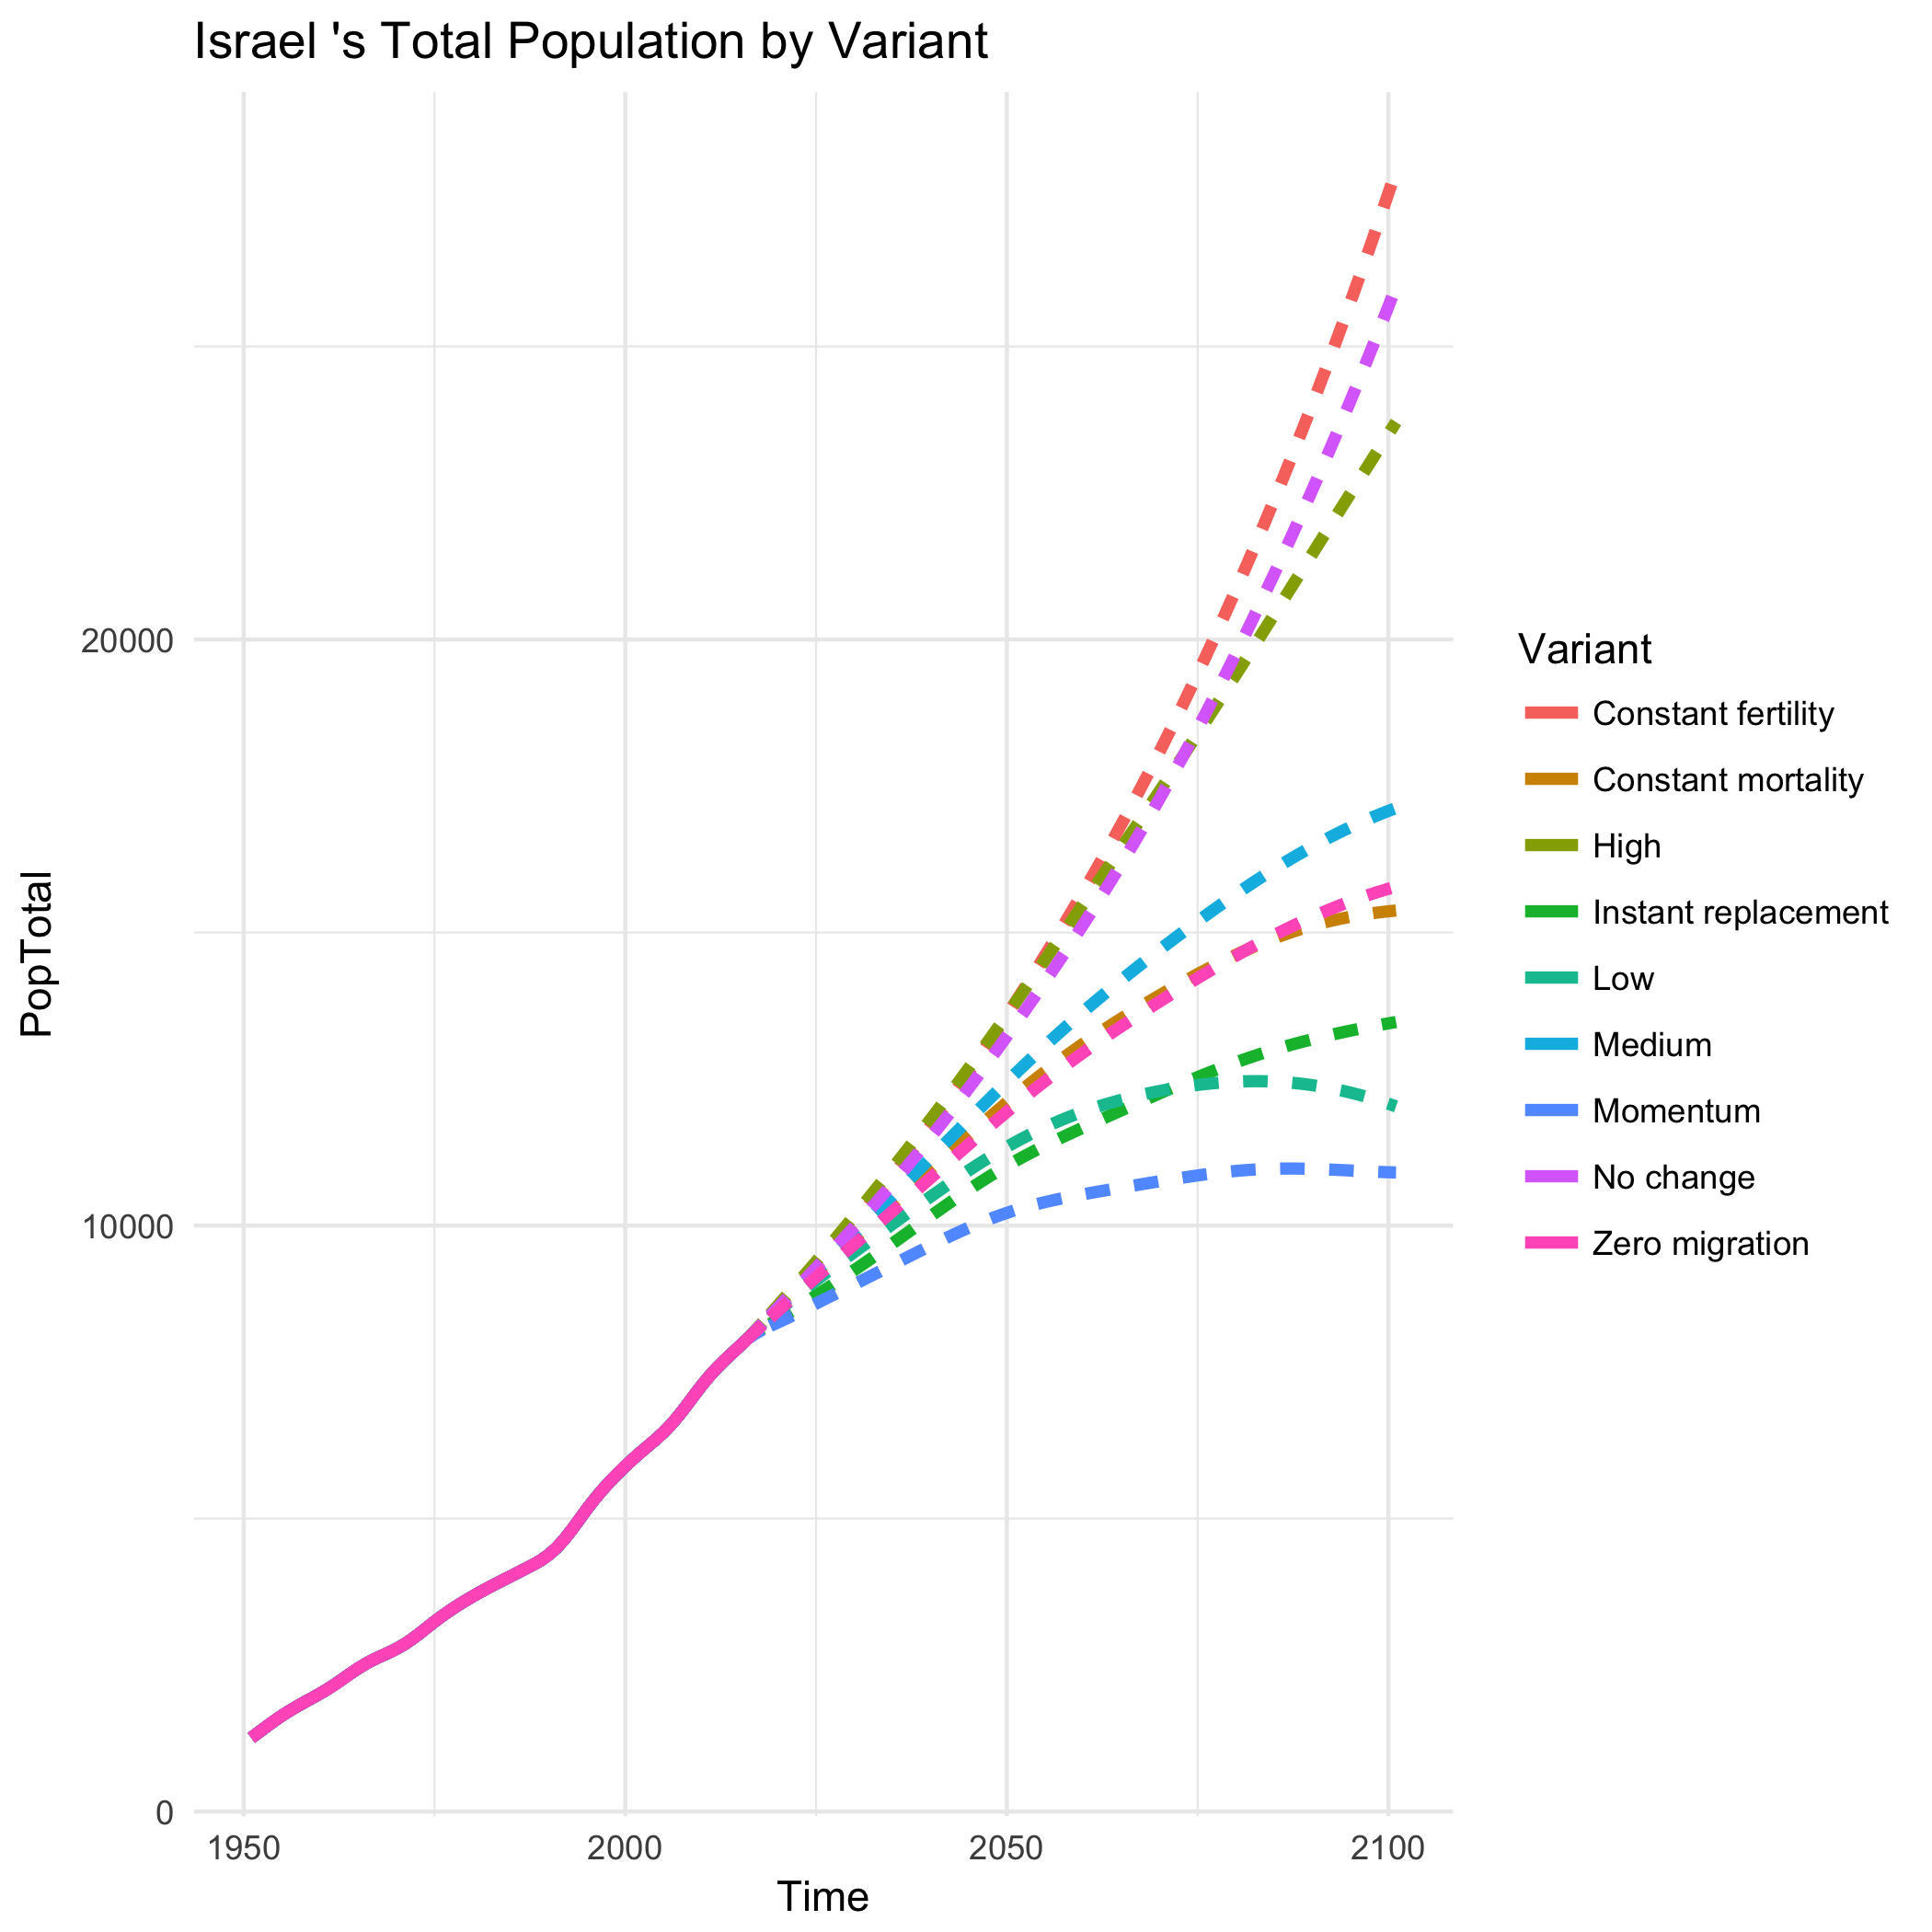 Israel 's Total Population by Variant
PopTotal
20000
10000
0
1950
2000
2050
2100
Time
Variant
Constant fertility
Constant mortality
High
Instant replacement
Low
Medium
Momentum
No change
Zero migration